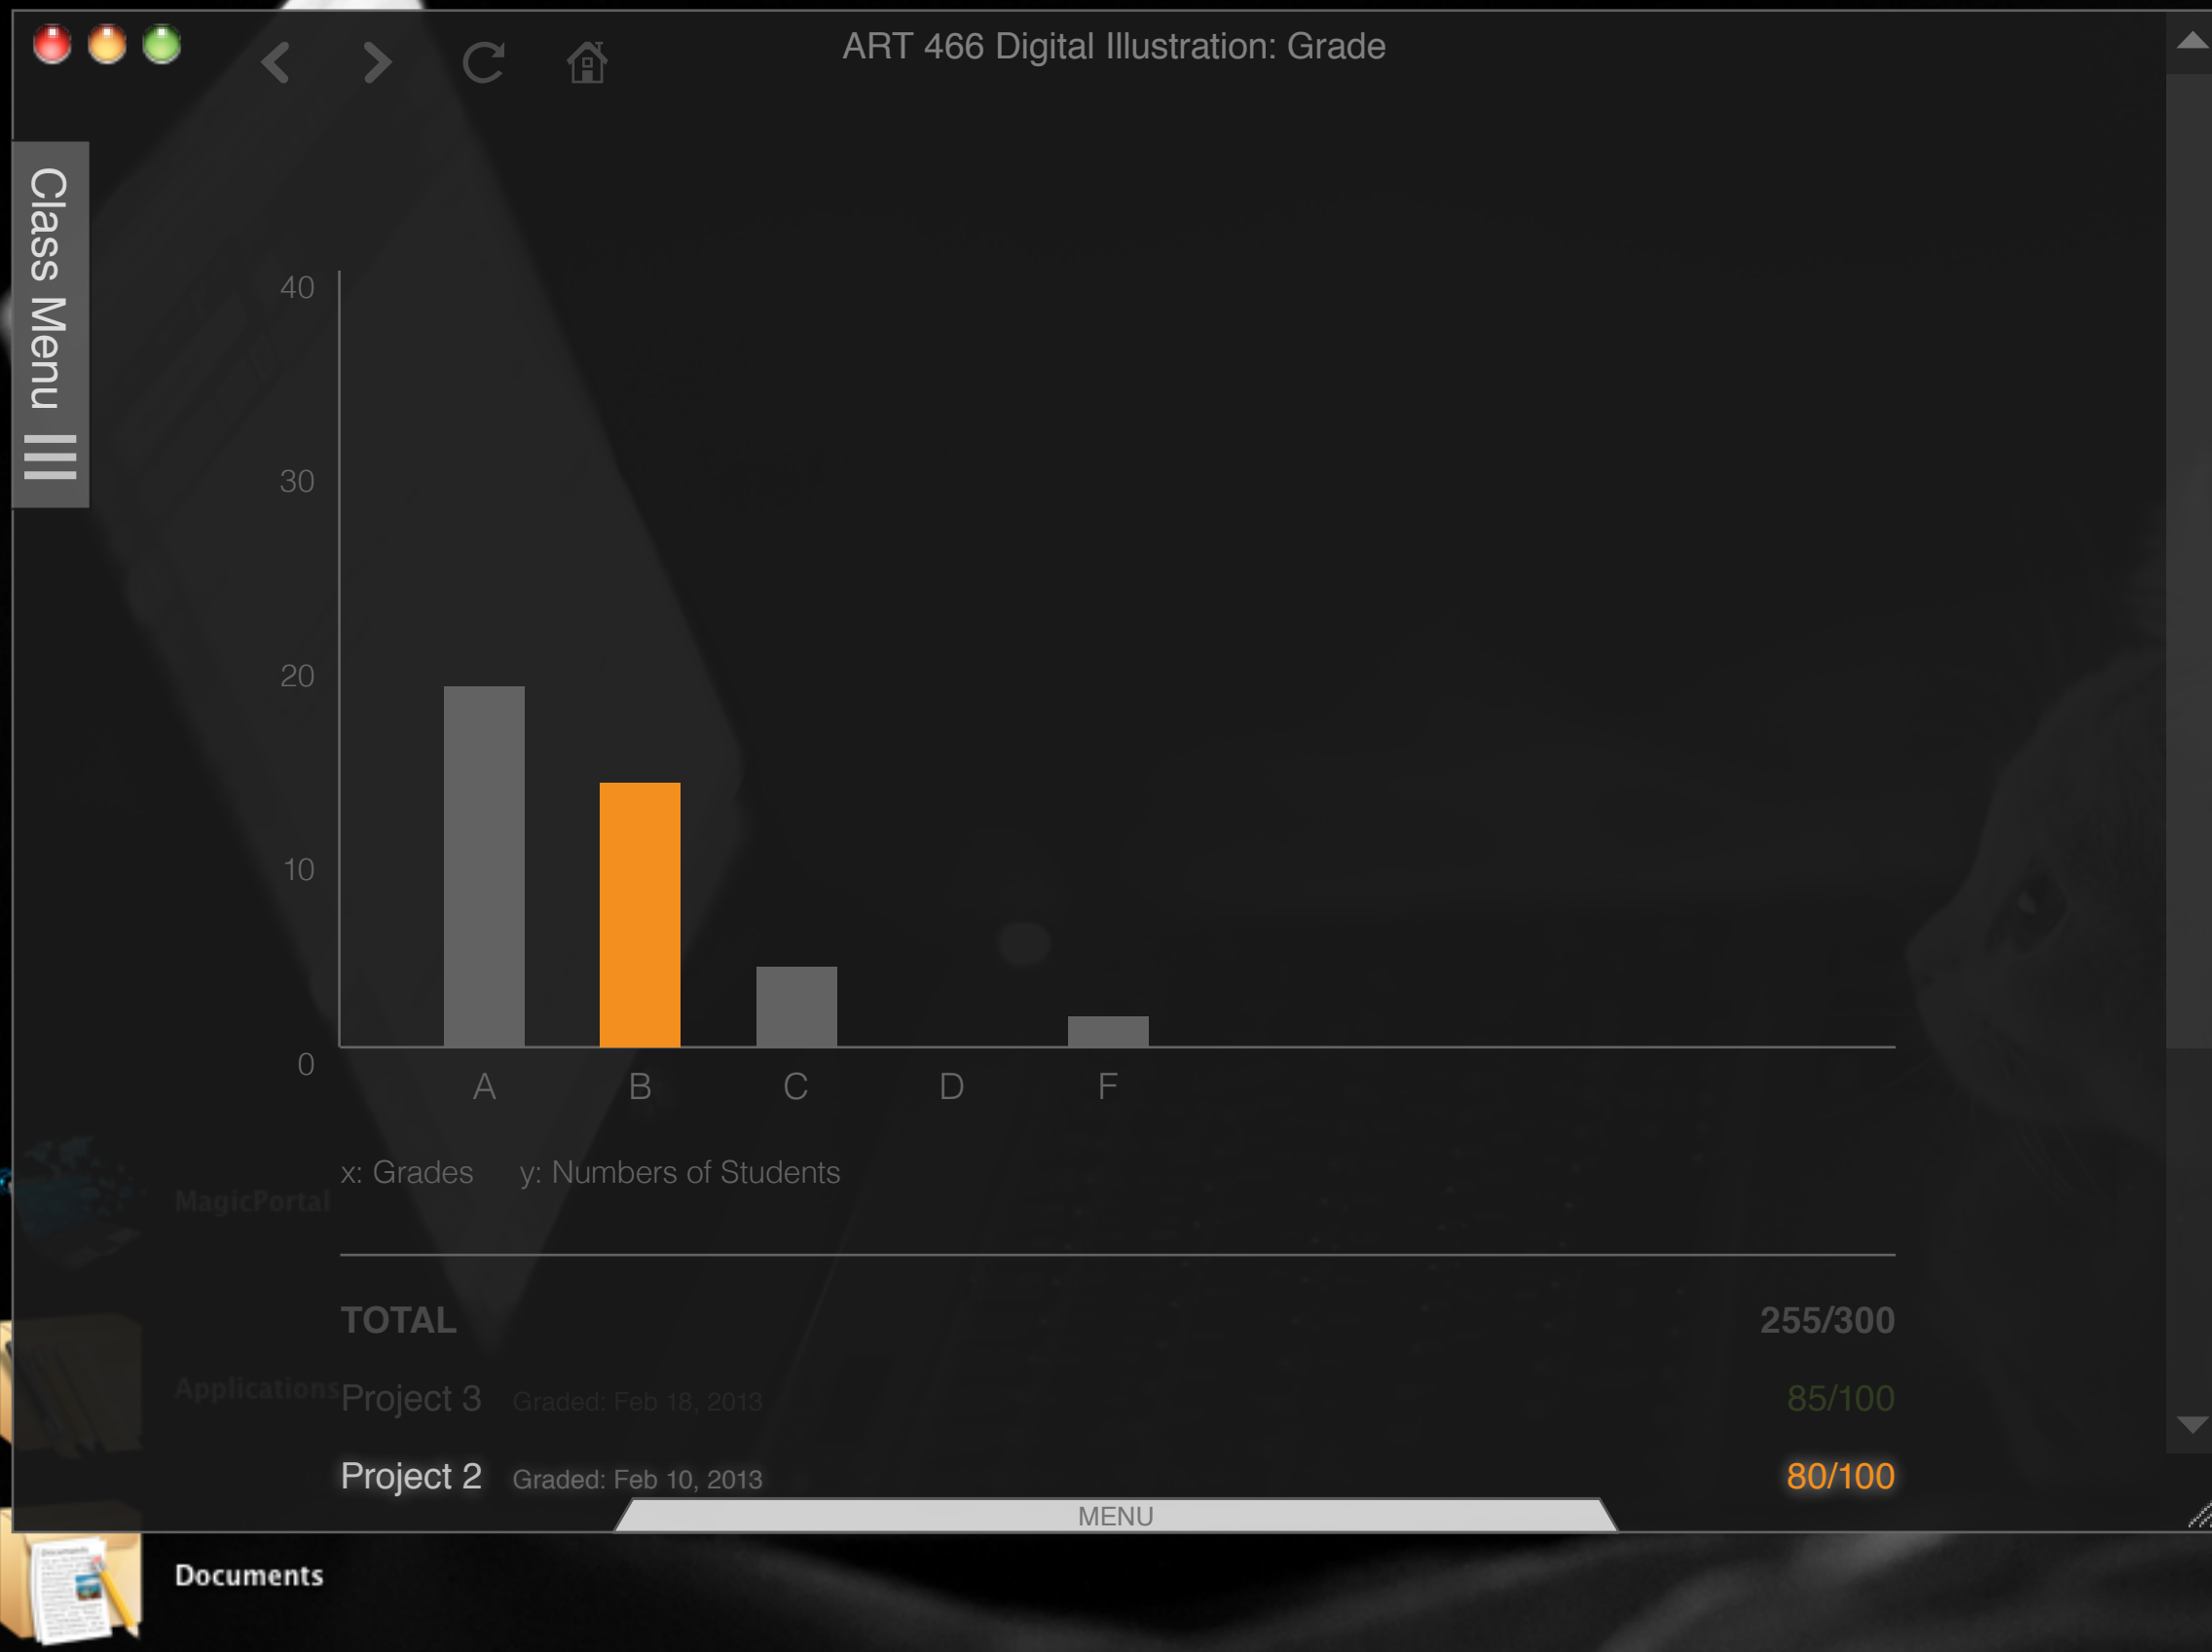 ART 466 Digital Illustration: Grade
Class Menu
40
30
20
10
0
A B C D F
x: Grades y: Numbers of Students
MagicPortal
TOTAL 255/300
Applications
Project 3 Graded: Feb 18, 2013 85/100
Project 2 Graded: Feb 10, 2013 80/100
MENU
Documents